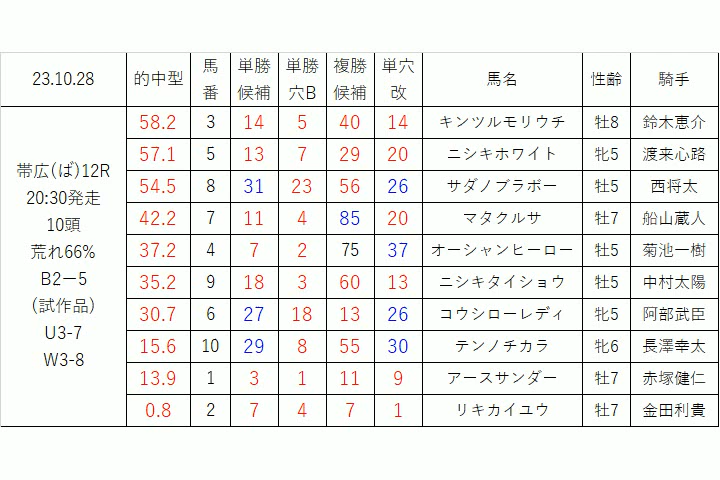 23.10.28 的中型 馬番 単勝候補 単勝穴B 複勝候補 単穴改 馬名 性齢 騎手
帯広(ば)12R
20:30発走
10頭
荒れ66%
B2ー5
(試作品)
U3-7
W3-8
58.2 3 14 5 40 14 キンツルモリウチ 牡8 鈴木恵介
57.1 5 13 7 29 20 ニシキホワイト 牝5 渡来心路
54.5 8 31 23 56 26 サダノブラボー 牡5 西将太
42.2 7 11 4 85 20 マタクルサ 牡7 船山蔵人
37.2 4 7 2 75 37 オーシャンヒーロー 牡5 菊池一樹
35.2 9 18 3 60 13 ニシキタイショウ 牡5 中村太陽
30.7 6 27 18 13 26 コウシローレディ 牝5 阿部武臣
15.6 10 29 8 55 30 テンノチカラ 牝6 長澤幸太
13.9 1 3 1 11 9 アースサンダー 牡7 赤塚健仁
0.8 2 7 4 7 1 リキカイユウ 牡7 金田利貴